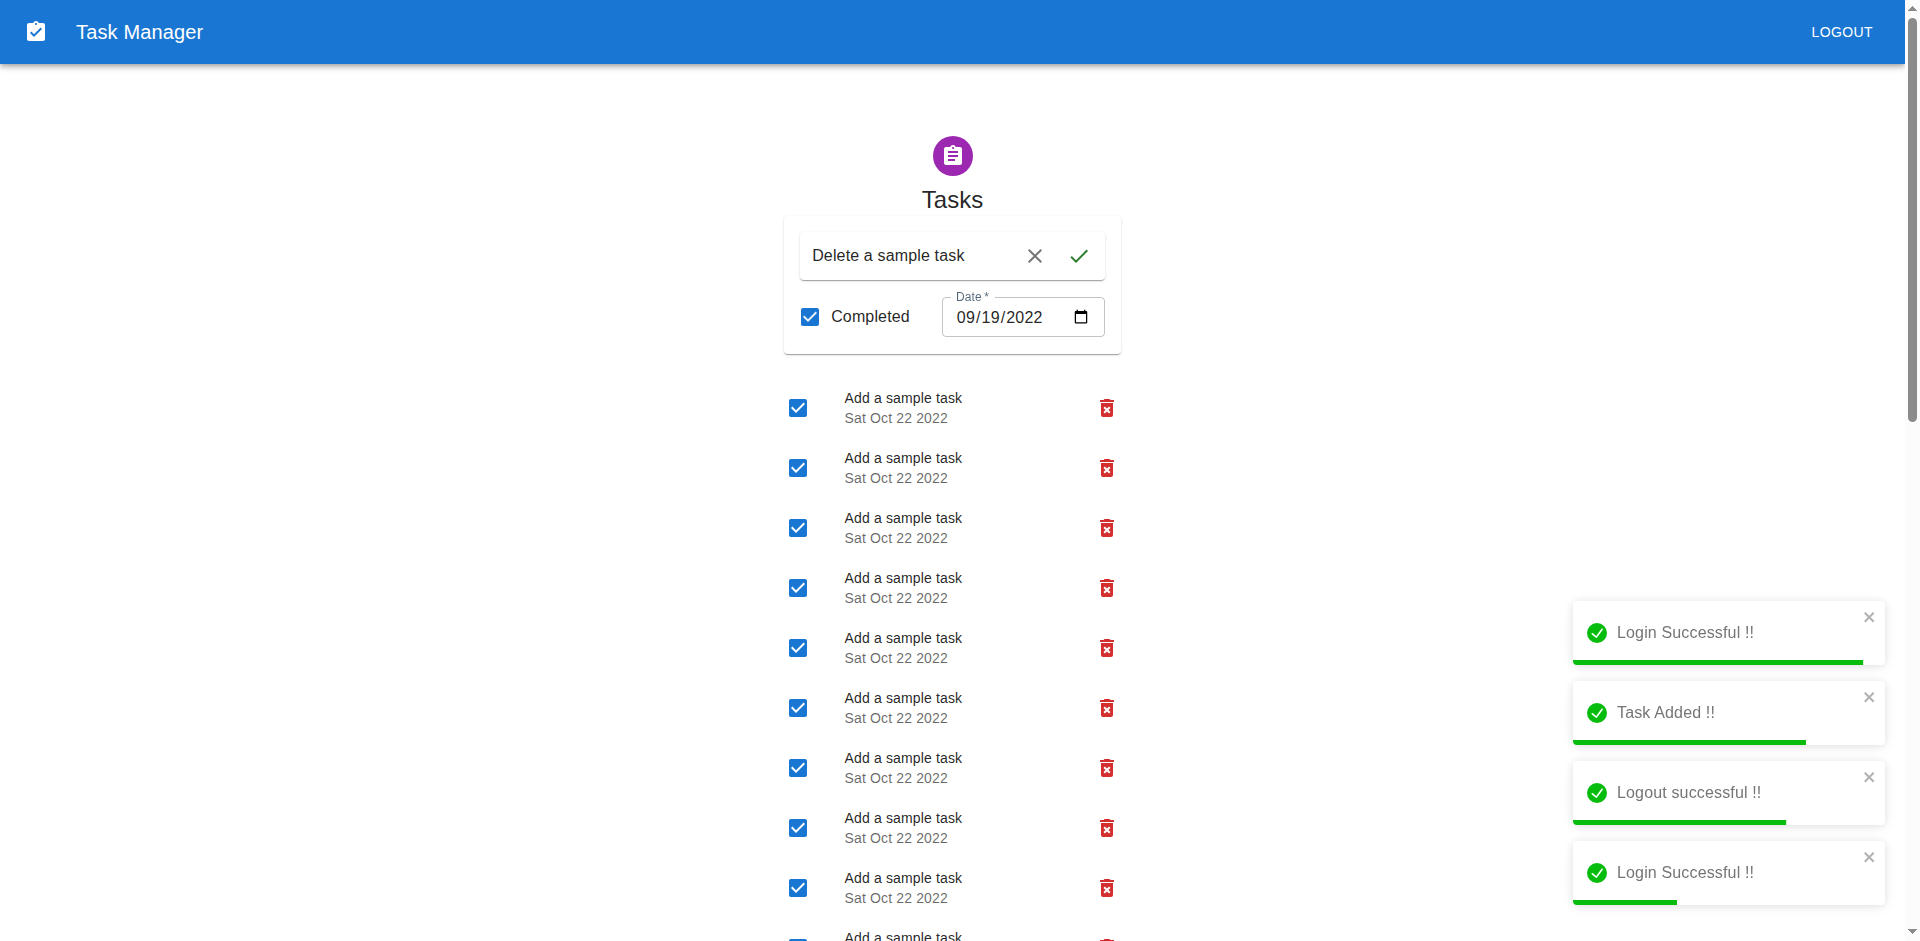 Task Manager
LOGOUT
Tasks
Delete a sample task
Completed
Date *
09/19/2022
Add a sample task
Sat Oct 22 2022
Add a sample task
Sat Oct 22 2022
Add a sample task
Sat Oct 22 2022
Add a sample task
Sat Oct 22 2022
Add a sample task
Sat Oct 22 2022
Add a sample task
Sat Oct 22 2022
Add a sample task
Sat Oct 22 2022
Add a sample task
Sat Oct 22 2022
Add a sample task
Sat Oct 22 2022
Add a sample task
Login Successful !!
Task Added !!
Logout successful !!
Login Successful !!